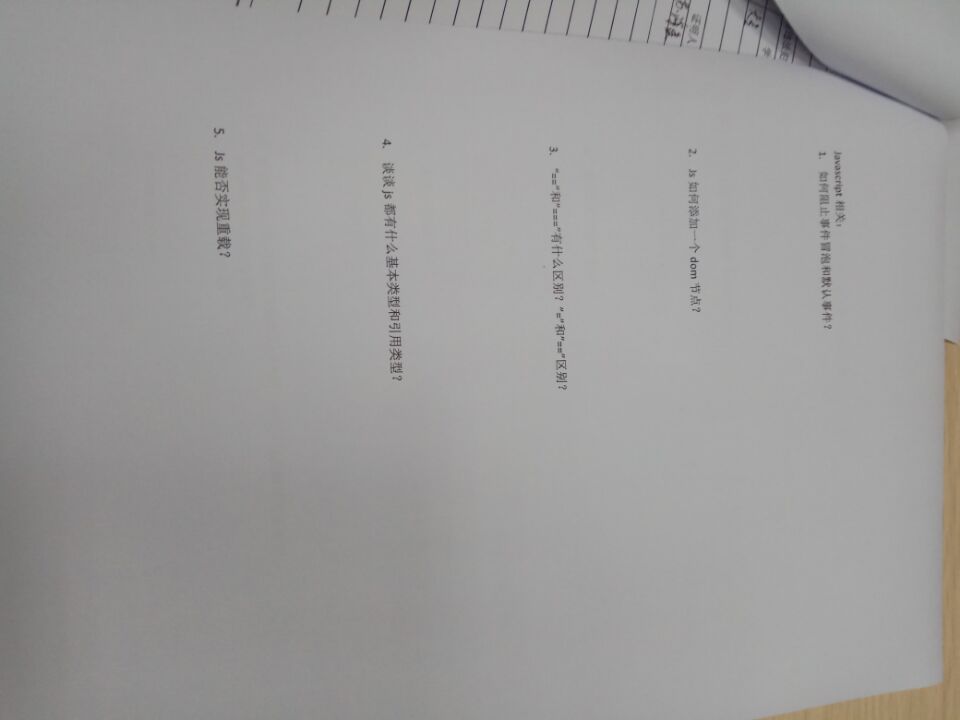 Javascript 相关：
1. 如何阻止事件冒泡和默认事件？
2. Js 如何添加一个 dom 节点？
3. “==”和”===”有什么区别？“=”和”==”区别？
4. 谈谈 js 都有什么基本类型和引用类型？
5. Js 能否实现重载？